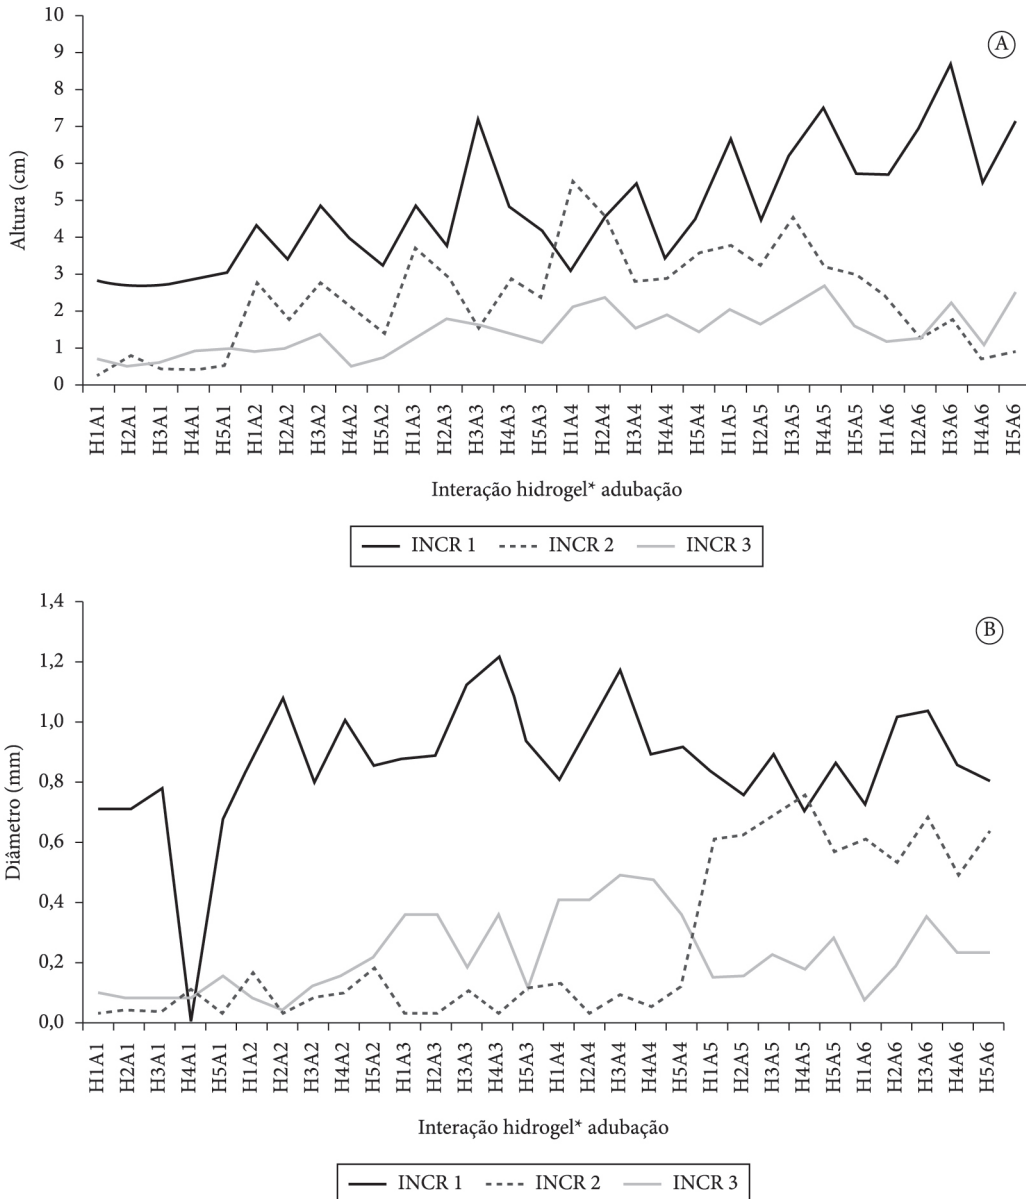 10
A
9
8
7
6
5
4
3
2
1
0
Altura (cm)
H1A1 H2A1 H3A1 H4A1 H5A1 H1A2 H2A2 H3A2 H4A2 H5A2 H1A3 H2A3 H3A3 H4A3 H5A3 H1A4 H2A4 H3A4 H4A4 H5A4 H1A5 H2A5 H3A5 H4A5 H5A5 H1A6 H2A6 H3A6 H4A6 H5A6
Interação hidrogel* adubação
INCR 1 INCR 2 INCR 3
1,4
B
1,2
1,0
0,8
0,6
0,4
0,2
0,0
Diâmetro (mm)
H1A1 H2A1 H3A1 H4A1 H5A1 H1A2 H2A2 H3A2 H4A2 H5A2 H1A3 H2A3 H3A3 H4A3 H5A3 H1A4 H2A4 H3A4 H4A4 H5A4 H1A5 H2A5 H3A5 H4A5 H5A5 H1A6 H2A6 H3A6 H4A6 H5A6
Interação hidrogel* adubação
INCR 1 INCR 2 INCR 3